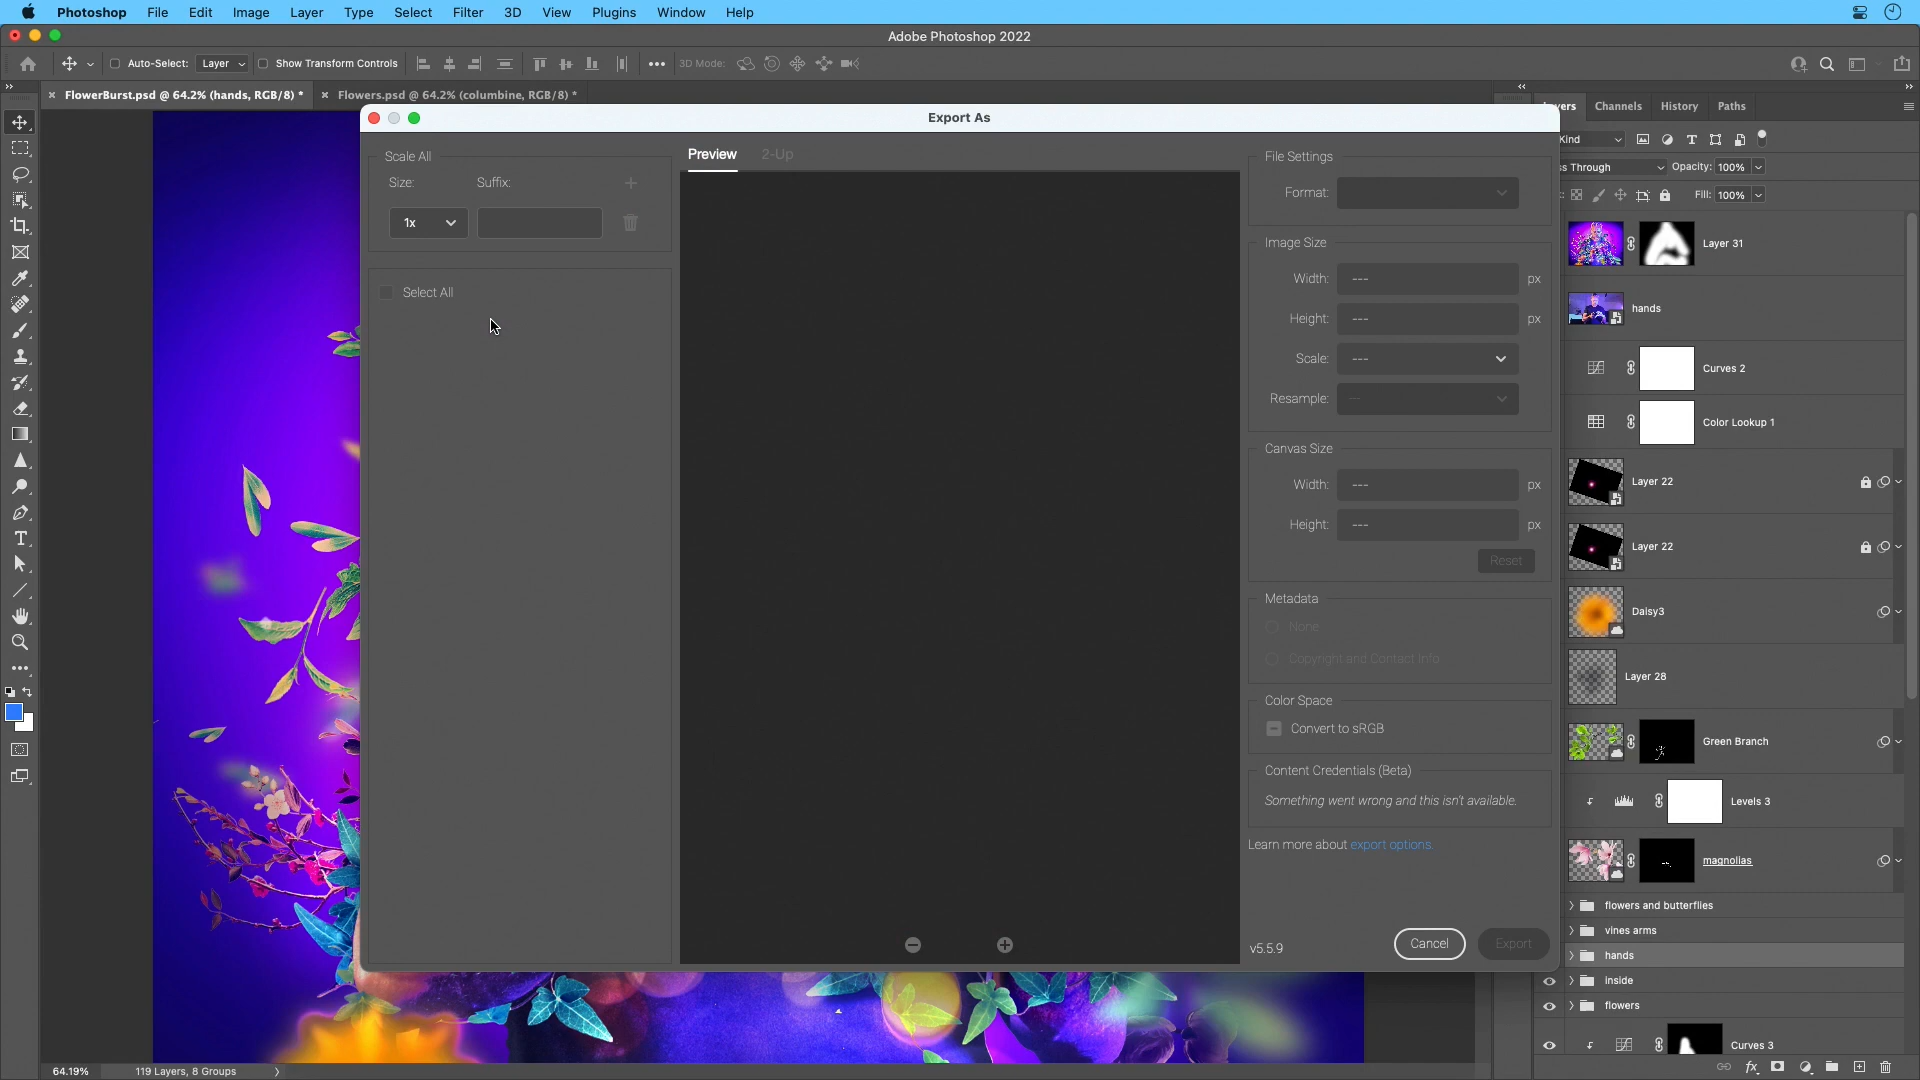 Photoshop File Edit Image Layer Type Select Filter 3D View Plugins Window Help
Adobe Photoshop 2022
Auto-Select: Layer Show Transform Controls 3D Mode:
FlowerBurst.psd @ 64.2% (hands, RGB/8) * Flowers.psd @ 64.2% (columbine, RGB/8) *
Export As
Scale All
Size: Suffix:
1x
Select All
Preview 2-Up
File Settings
Format:
Image Size
Width: --- px
Height: --- px
Scale: ---
Resample: ---
Canvas Size
Width: --- px
Height: --- px
Reset
Metadata
None
Copyright and Contact Info
Color Space
Convert to sRGB
Content Credentials (Beta)
Something went wrong and this isn't available.
Learn more about export options.
v5.5.9 Cancel Export
Channels History Paths
Kind
Through Opacity: 100%
Fill: 100%
Layer 31
hands
Curves 2
Color Lookup 1
Layer 22
Layer 22
Daisy3
Layer 28
Green Branch
Levels 3
magnolias
flowers and butterflies
vines arms
hands
inside
flowers
Curves 3
fx
64.19% 119 Layers, 8 Groups